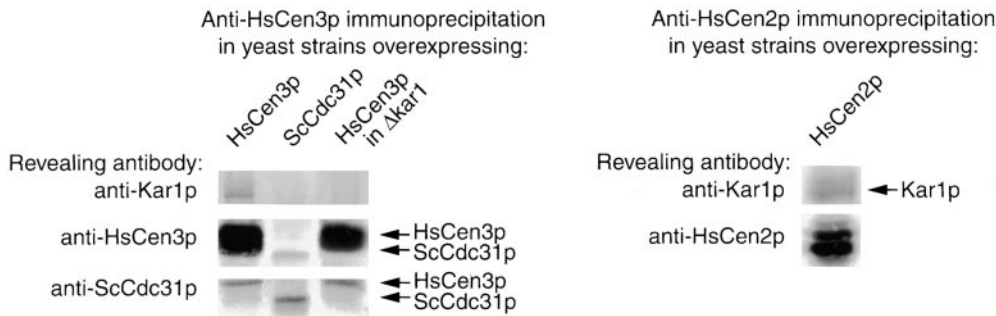 Anti-HsCen3p immunoprecipitation
in yeast strains overexpressing:
HsCen3p
ScCdc31p
HsCen3p
in Δkar1
Revealing antibody:
anti-Kar1p
anti-HsCen3p
HsCen3p
ScCdc31p
anti-ScCdc31p
HsCen3p
ScCdc31p
Anti-HsCen2p immunoprecipitation
in yeast strains overexpressing:
HsCen2p
Revealing antibody:
anti-Kar1p
Kar1p
anti-HsCen2p